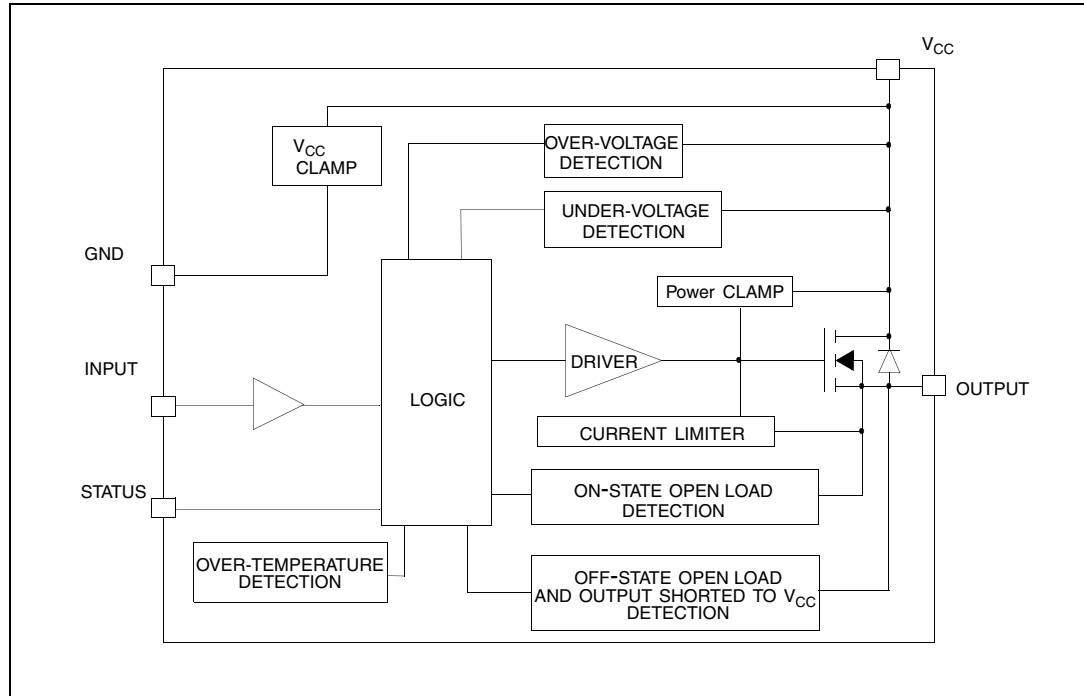 VCC
VCC
CLAMP
OVER-VOLTAGE
DETECTION
UNDER-VOLTAGE
DETECTION
GND
Power CLAMP
INPUT
LOGIC
DRIVER
OUTPUT
CURRENT LIMITER
STATUS
ON-STATE OPEN LOAD
DETECTION
OVER-TEMPERATURE
DETECTION
OFF-STATE OPEN LOAD
AND OUTPUT SHORTED TO VCC
DETECTION